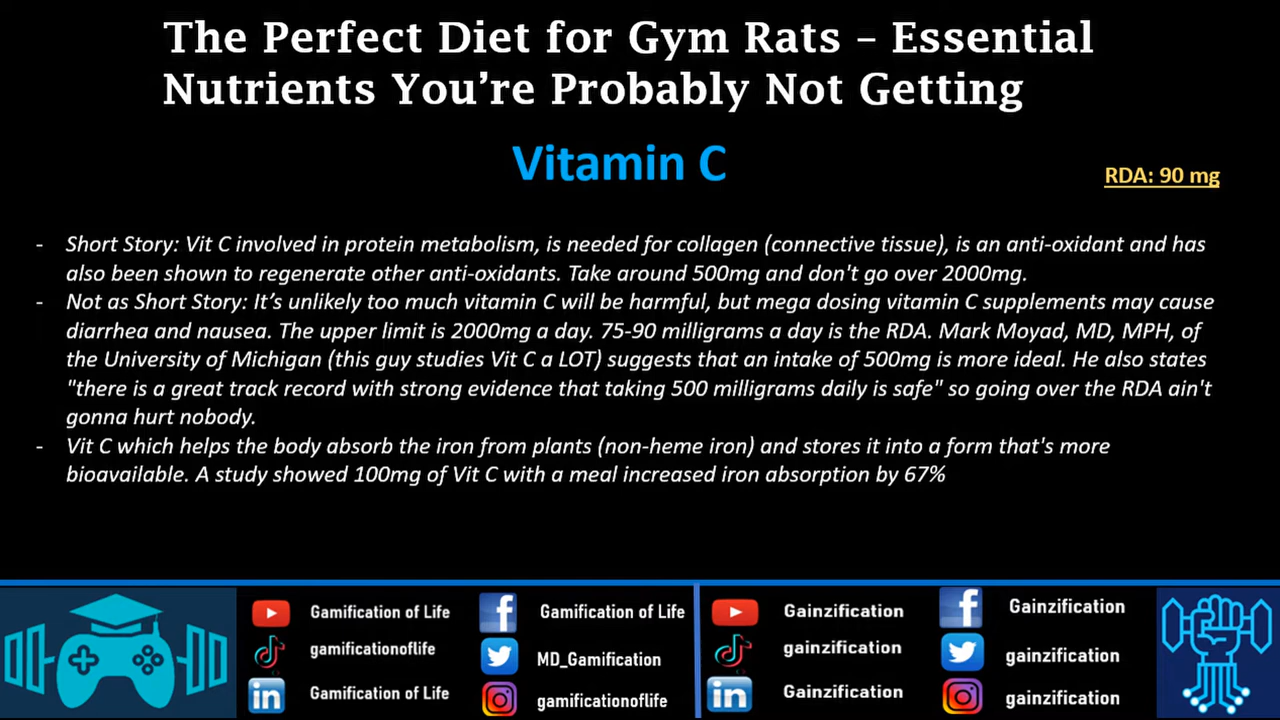 The Perfect Diet for Gym Rats – Essential
Nutrients You're Probably Not Getting
Vitamin C
RDA: 90 mg
- Short Story: Vit C involved in protein metabolism, is needed for collagen (connective tissue), is an anti-oxidant and has
also been shown to regenerate other anti-oxidants. Take around 500mg and don't go over 2000mg.
- Not as Short Story: It's unlikely too much vitamin C will be harmful, but mega dosing vitamin C supplements may cause
diarrhea and nausea. The upper limit is 2000mg a day. 75-90 milligrams a day is the RDA. Mark Moyad, MD, MPH, of
the University of Michigan (this guy studies Vit C a LOT) suggests that an intake of 500mg is more ideal. He also states
"there is a great track record with strong evidence that taking 500 milligrams daily is safe" so going over the RDA ain't
gonna hurt nobody.
- Vit C which helps the body absorb the iron from plants (non-heme iron) and stores it into a form that's more
bioavailable. A study showed 100mg of Vit C with a meal increased iron absorption by 67%
Gamification of Life
gamificationoflife
Gamification of Life
Gamification of Life
MD_Gamification
gamificationoflife
Gainzification
gainzification
Gainzification
Gainzification
gainzification
gainzification